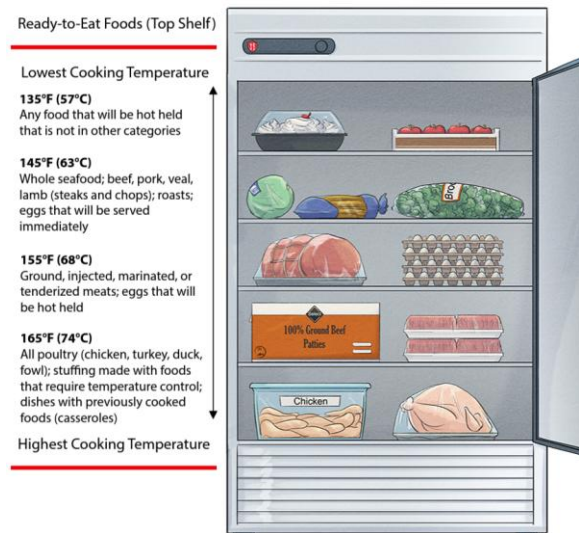 Ready-to-Eat Foods (Top Shelf)
Lowest Cooking Temperature
135°F (57°C)
Any food that will be hot held
that is not in other categories
145°F (63°C)
Whole seafood; beef, pork, veal,
lamb (steaks and chops); roasts;
eggs that will be served
immediately
155°F (68°C)
Ground, injected, marinated, or
tenderized meats; eggs that will
be hot held
165°F (74°C)
All poultry (chicken, turkey, duck,
fowl); stuffing made with foods
that require temperature control;
dishes with previously cooked
foods (casseroles)
Highest Cooking Temperature
Broc
100% Ground Beef
Patties
Chicken